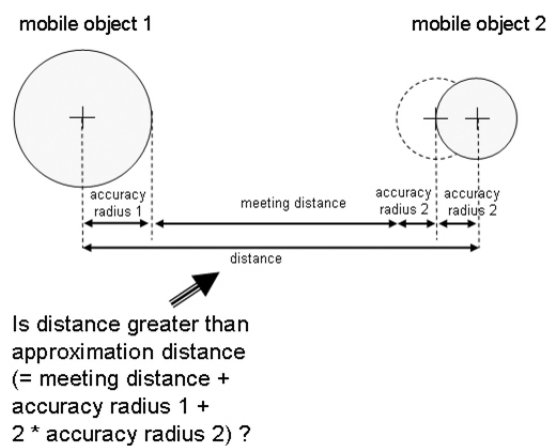 mobile object 1
mobile object 2
accuracy
radius 1
meeting distance
accuracy
radius 2
accuracy
radius 2
distance
Is distance greater than
approximation distance
(= meeting distance +
accuracy radius 1 +
2 * accuracy radius 2) ?